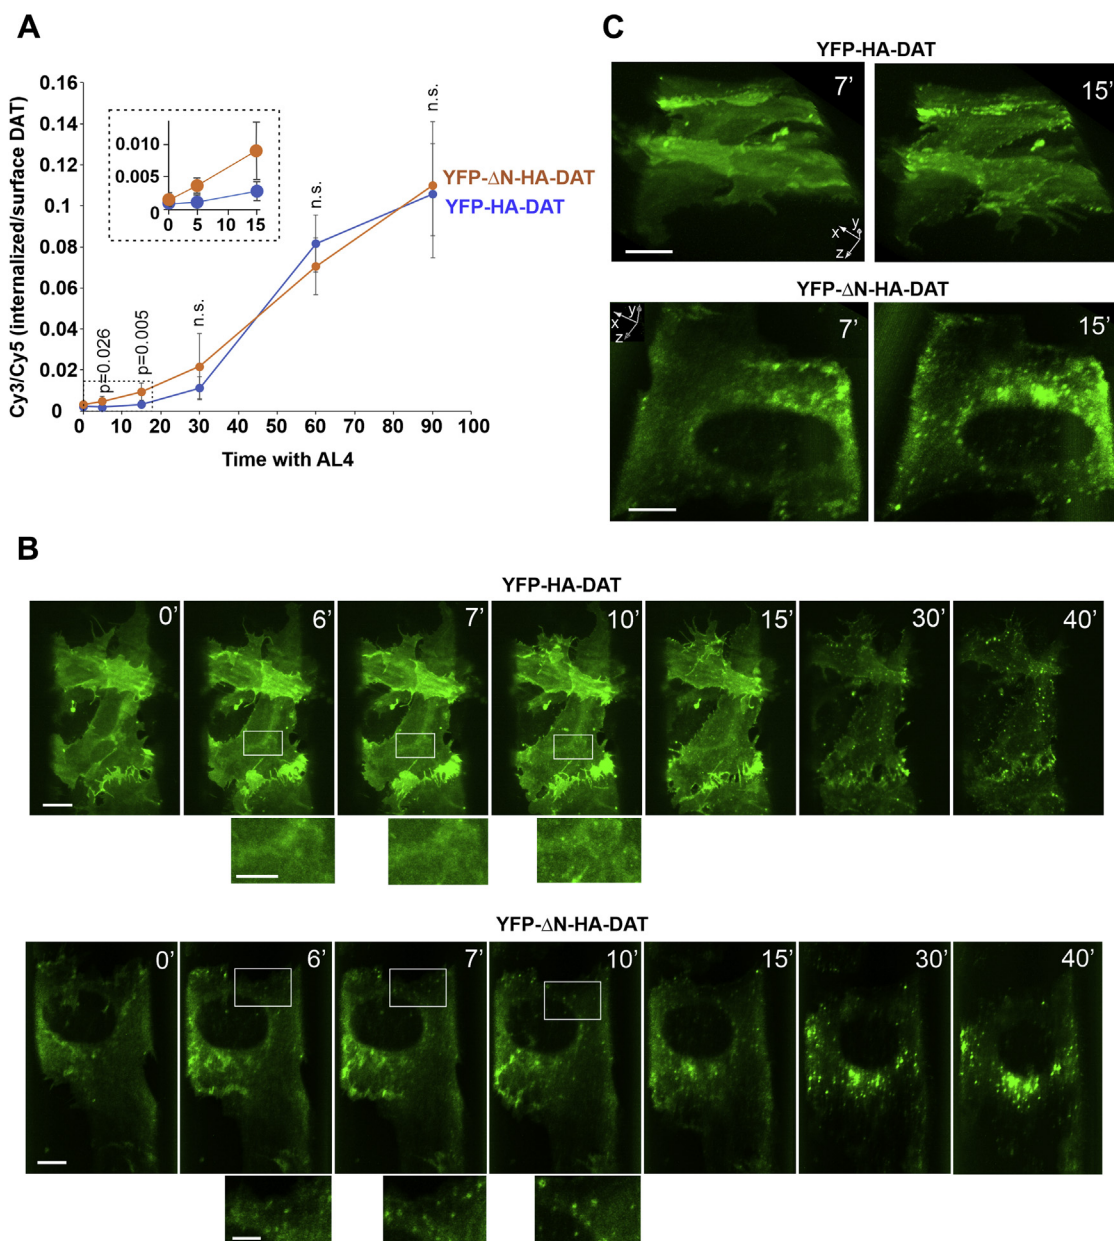 A
0.16
0.14
0.12
0.1
0.08
0.06
0.04
0.02
0
Cy3/Cy5 (internalized/surface DAT)
0.010
0.005
0
0 5 10 15
p=0.026
p=0.005
n.s.
n.s.
n.s.
YFP-ΔN-HA-DAT
YFP-HA-DAT
0 10 20 30 40 50 60 70 80 90 100
Time with AL4
C
YFP-HA-DAT
7’
15’
x y z
YFP-ΔN-HA-DAT
x y z
7’
15’
B
YFP-HA-DAT
0’ 6’ 7’ 10’ 15’ 30’ 40’
YFP-ΔN-HA-DAT
0’ 6’ 7’ 10’ 15’ 30’ 40’